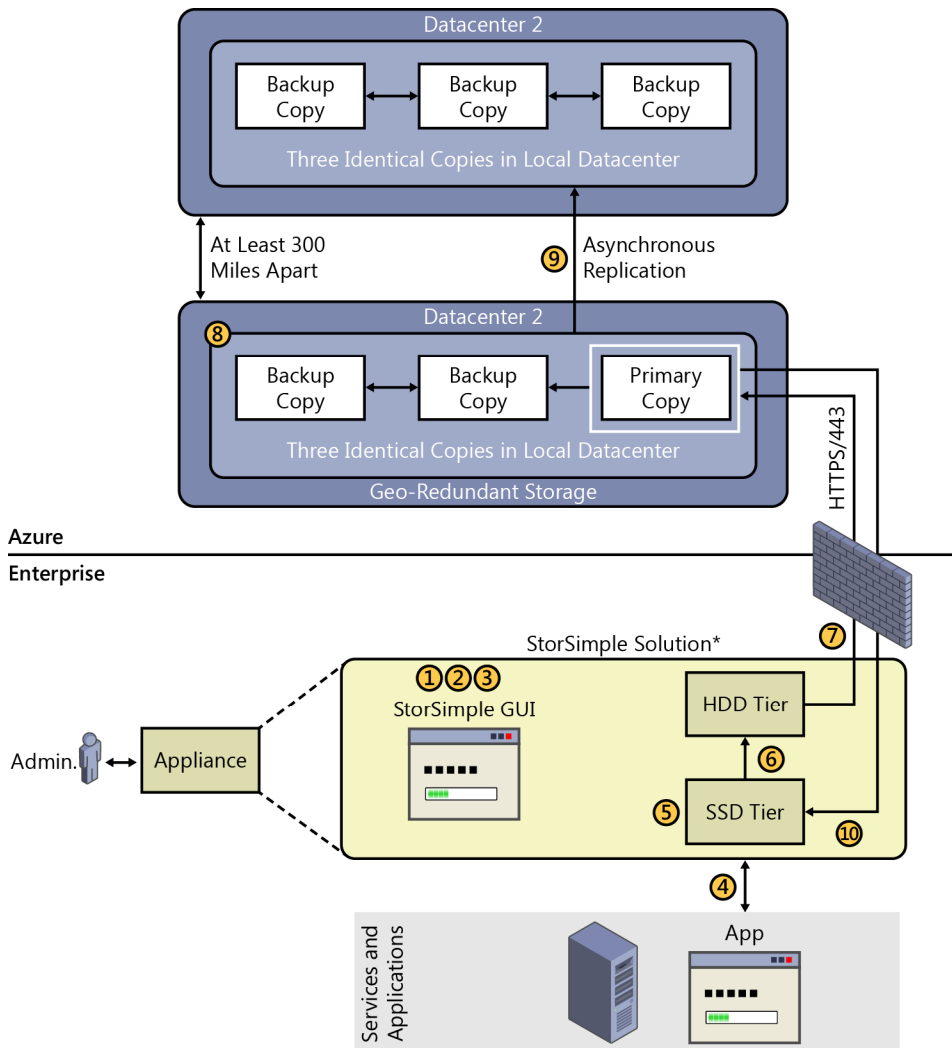 Datacenter 2
Backup
Copy
Backup
Copy
Backup
Copy
Three Identical Copies in Local Datacenter
At Least 300
Miles Apart
9
Asynchronous
Replication
Datacenter 2
8
Backup
Copy
Backup
Copy
Primary
Copy
Three Identical Copies in Local Datacenter
Geo-Redundant Storage
HTTPS/443
Azure
Enterprise
7
StorSimple Solution*
1 2 3
StorSimple GUI
HDD Tier
Admin.
Appliance
6
5
SSD Tier
10
4
Services and
Applications
App